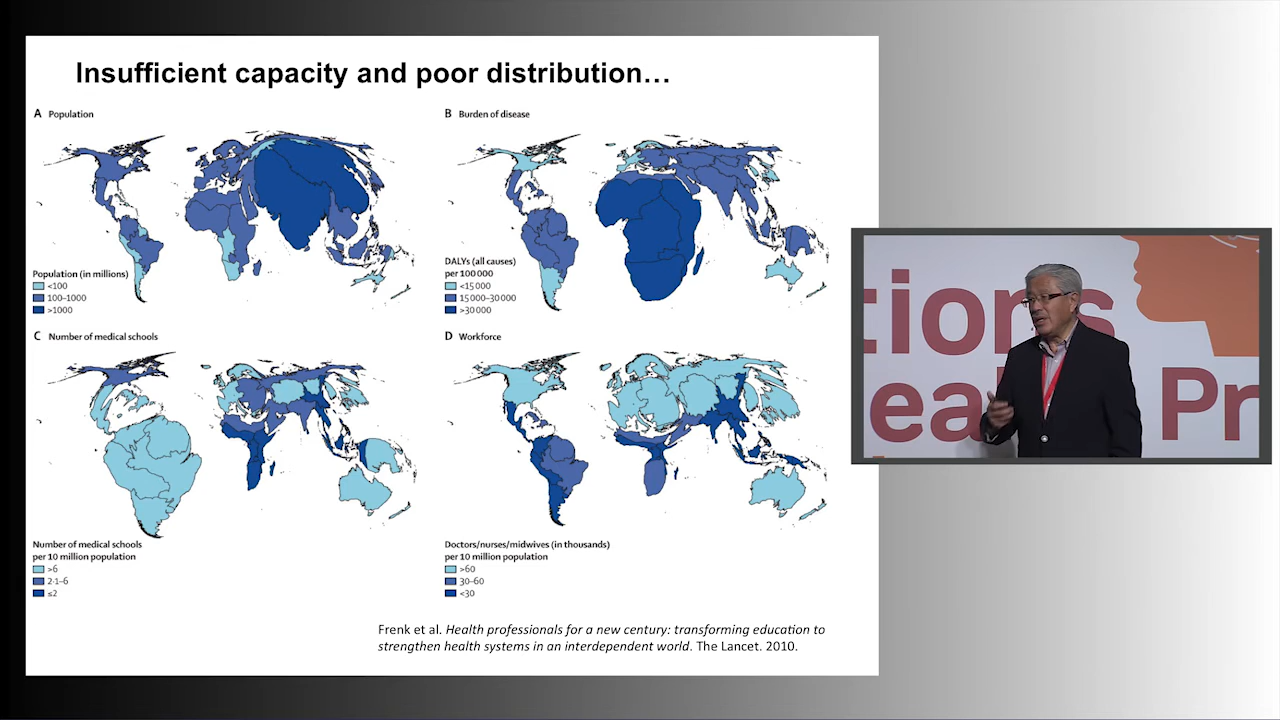 Insufficient capacity and poor distribution…
A Population
Population (in millions)
<100
100–1000
>1000
B Burden of disease
DALYs (all causes)
per 100 000
<15 000
15 000–30 000
>30 000
C Number of medical schools
Number of medical schools
per 10 million population
>6
2·1–6
≤2
D Workforce
Doctors/nurses/midwives (in thousands)
per 10 million population
>60
30–60
<30
Frenk et al. Health professionals for a new century: transforming education to
strengthen health systems in an interdependent world. The Lancet. 2010.
tions
ea Pr